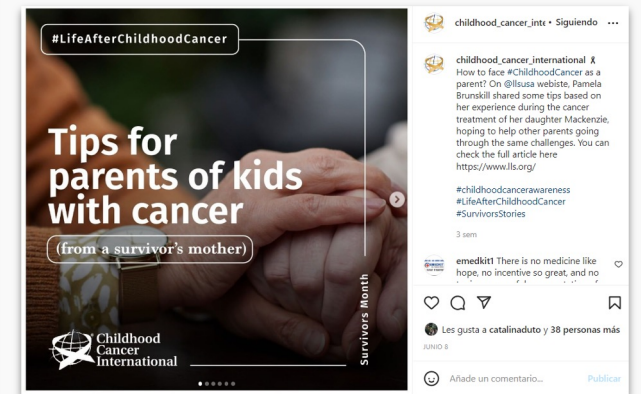 #LifeAfterChildhoodCancer
Tips for
parents of kids
with cancer
(from a survivor's mother)
Childhood
Cancer
International
Survivors Month
childhood_cancer_inte • Siguiendo
childhood_cancer_international
How to face #ChildhoodCancer as a
parent? On @llsusa webiste, Pamela
Brunskill shared some tips based on
her experience during the cancer
treatment of her daughter Mackenzie,
hoping to help other parents going
through the same challenges. You can
check the full article here
https://www.lls.org/
#childhoodcancerawareness
#LifeAfterChildhoodCancer
#SurvivorsStories
3 sem
emedkit1 There is no medicine like
hope, no incentive so great, and no
Les gusta a catalinaduto y 38 personas más
JUNIO 8
Añade un comentario...
Publicar